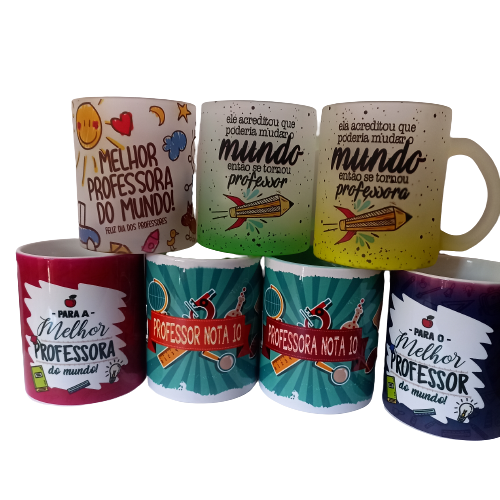 MELHOR
PROFESSORA
DO MUNDO!
FELIZ DIA DOS PROFESSORES
ele acreditou que
poderia mudar
mundo
então se tornou
professor
ela acreditou que
poderia mudar
mundo
então se tornou
professora
- PARA A -
Melhor
PROFESSORA
do mundo!
PROFESSOR NOTA 10
PROFESSORA NOTA 10
- PARA O -
Melhor
PROFESSOR
do mundo!